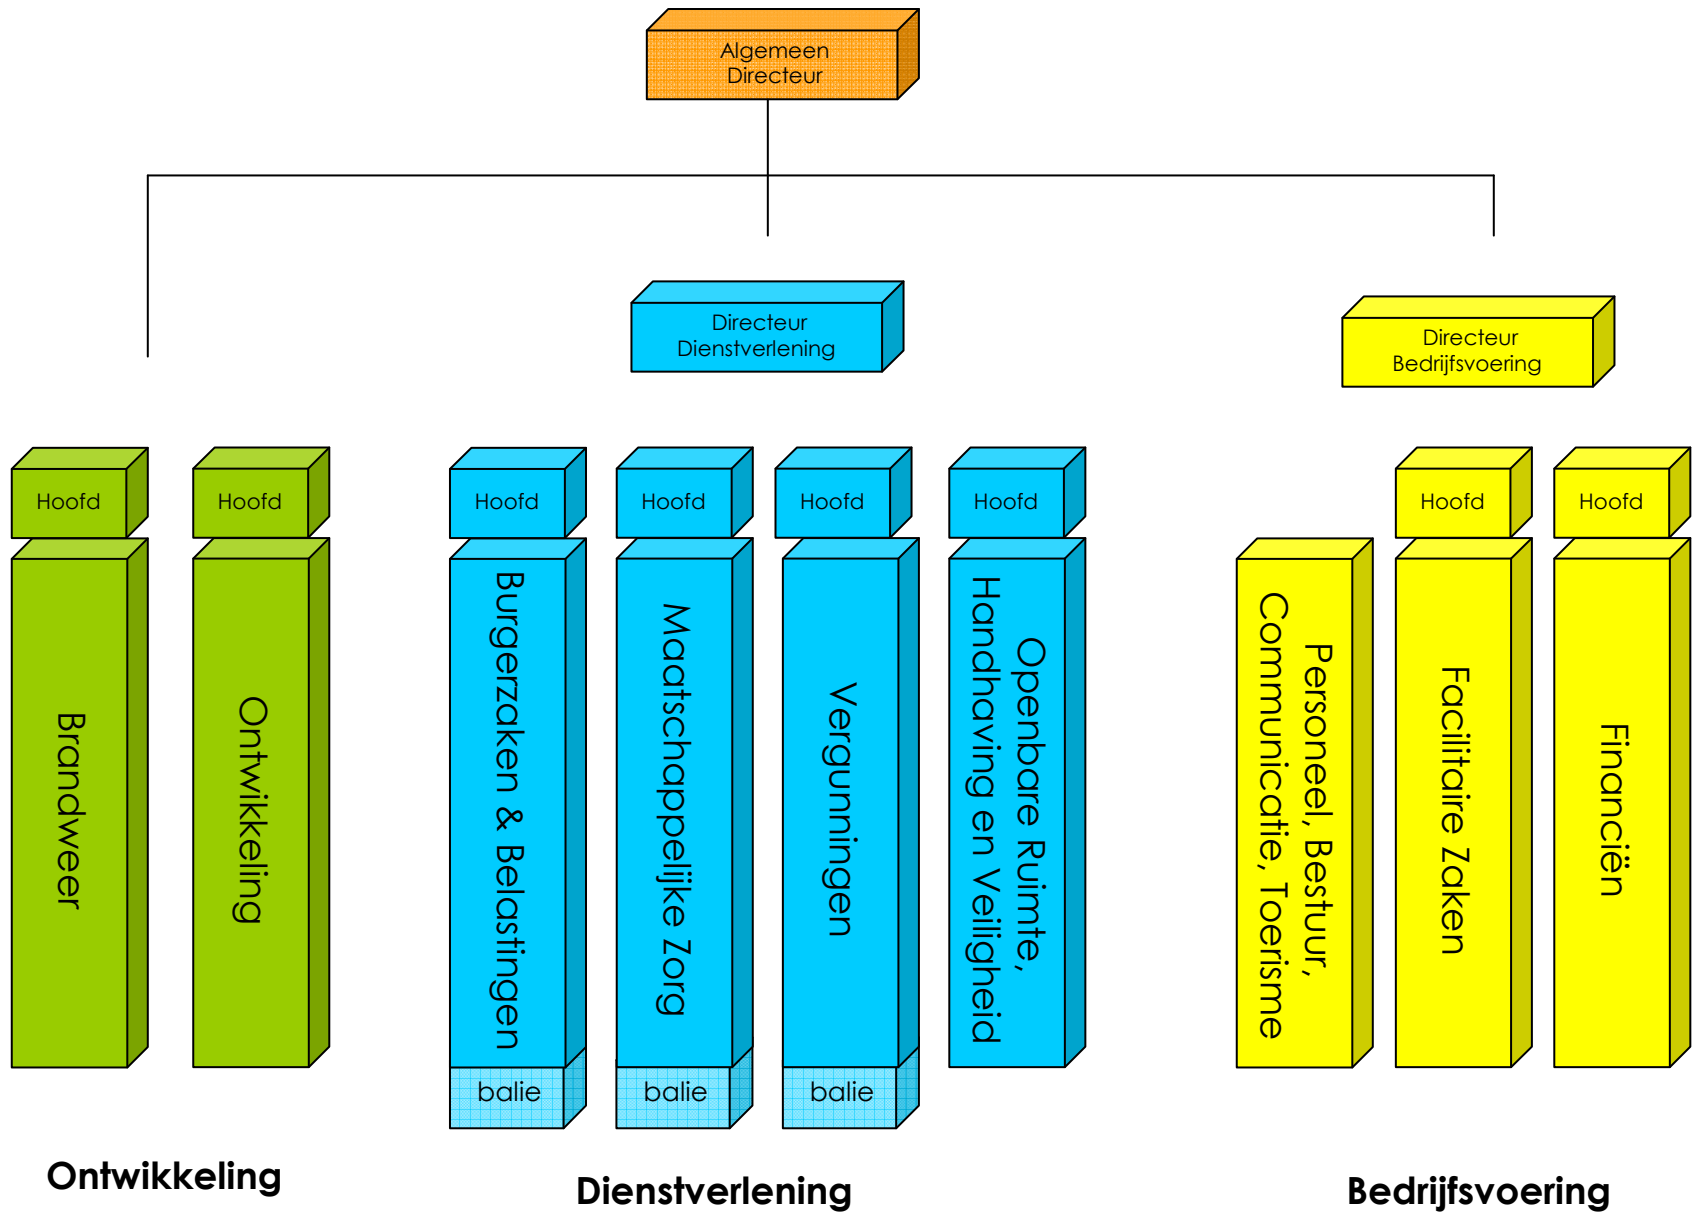 Algemeen
Directeur
Directeur
Dienstverlening
Directeur
Bedrijfsvoering
Hoofd
Hoofd
Hoofd
Hoofd
Hoofd
Hoofd
Hoofd
Hoofd
Brandweer
Ontwikkeling
Burgerzaken & Belastingen
Maatschappelijke Zorg
Vergunningen
Openbare Ruimte,
Handhaving en Veiligheid
Personeel, Bestuur,
Communicatie, Toerisme
Facilitaire Zaken
Financiën
balie
balie
balie
Ontwikkeling
Dienstverlening
Bedrijfsvoering